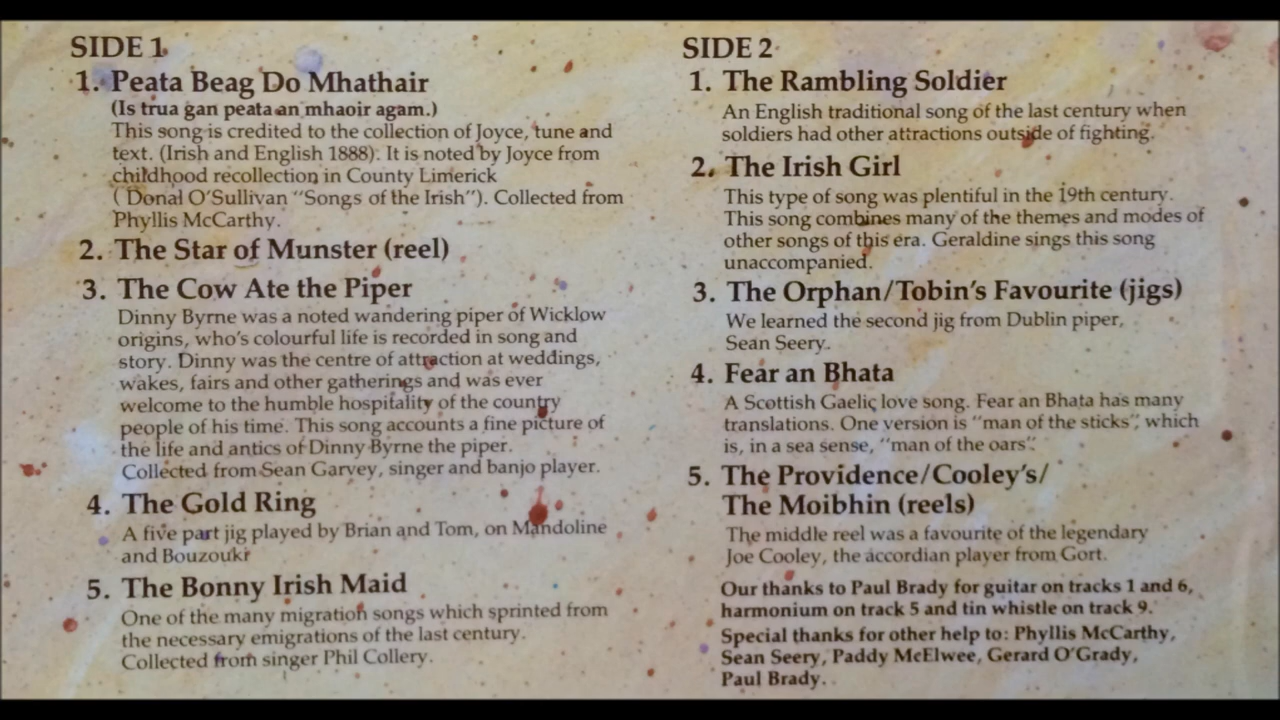 SIDE 1
1. Peata Beag Do Mhathair
(Is trua gan peata an mhaoir agam.)
This song is credited to the collection of Joyce, tune and
text. (Irish and English 1888). It is noted by Joyce from
childhood recollection in County Limerick
( Donal O'Sullivan "Songs of the Irish"). Collected from
Phyllis McCarthy.
2. The Star of Munster (reel)
3. The Cow Ate the Piper
Dinny Byrne was a noted wandering piper of Wicklow
origins, who's colourful life is recorded in song and
story. Dinny was the centre of attraction at weddings,
wakes, fairs and other gatherings and was ever
welcome to the humble hospitality of the country
people of his time. This song accounts a fine picture of
the life and antics of Dinny Byrne the piper.
Collected from Sean Garvey, singer and banjo player.
4. The Gold Ring
A five part jig played by Brian and Tom, on Mandoline
and Bouzouki
5. The Bonny Irish Maid
One of the many migration songs which sprinted from
the necessary emigrations of the last century.
Collected from singer Phil Collery.
SIDE 2
1. The Rambling Soldier
An English traditional song of the last century when
soldiers had other attractions outside of fighting.
2. The Irish Girl
This type of song was plentiful in the 19th century.
This song combines many of the themes and modes of
other songs of this era. Geraldine sings this song
unaccompanied.
3. The Orphan/Tobin's Favourite (jigs)
We learned the second jig from Dublin piper,
Sean Seery.
4. Fear an Bhata
A Scottish Gaelic love song. Fear an Bhata has many
translations. One version is "man of the sticks", which
is, in a sea sense, "man of the oars".
5. The Providence/Cooley's/
The Moibhin (reels)
The middle reel was a favourite of the legendary
Joe Cooley, the accordian player from Gort.
Our thanks to Paul Brady for guitar on tracks 1 and 6,
harmonium on track 5 and tin whistle on track 9.
Special thanks for other help to: Phyllis McCarthy,
Sean Seery, Paddy McElwee, Gerard O'Grady,
Paul Brady.